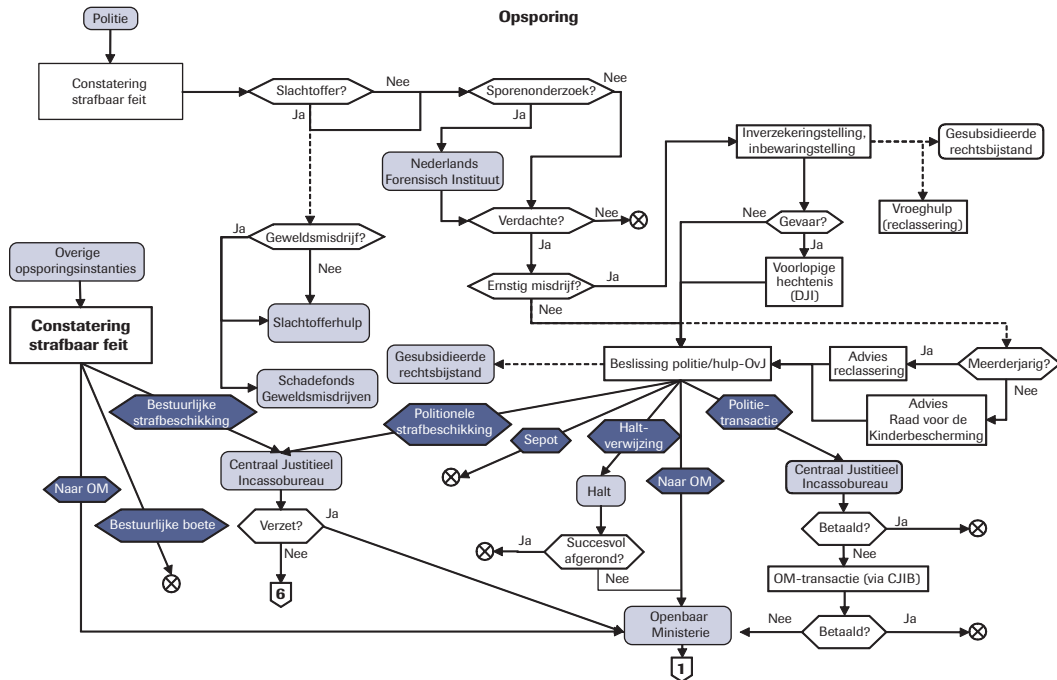 Opsporing
Politie
Constatering
strafbaar feit
Slachtoffer?
Nee
Ja
Sporenonderzoek?
Nee
Ja
Nederlands
Forensisch Instituut
Verdachte?
Nee
Ja
Ernstig misdrijf?
Ja
Nee
Inverzekeringstelling,
inbewaringstelling
Gesubsidieerde
rechtsbijstand
Vroeghulp
(reclassering)
Nee
Gevaar?
Ja
Voorlopige
hechtenis
(DJI)
Ja
Geweldsmisdrijf?
Nee
Slachtofferhulp
Schadefonds
Geweldsmisdrijven
Overige
opsporingsinstanties
Constatering
strafbaar feit
Gesubsidieerde
rechtsbijstand
Beslissing politie/hulp-OvJ
Advies
reclassering
Ja
Meerderjarig?
Nee
Advies
Raad voor de
Kinderbescherming
Bestuurlijke
strafbeschikking
Politionele
strafbeschikking
Sepot
Halt-
verwijzing
Politie-
transactie
Centraal Justitieel
Incassobureau
Naar OM
Bestuurlijke boete
Verzet?
Ja
Nee
6
Halt
Naar OM
Ja
Succesvol
afgerond?
Nee
Centraal Justitieel
Incassobureau
Betaald?
Ja
Nee
OM-transactie (via CJIB)
Openbaar
Ministerie
Nee
Betaald?
Ja
1